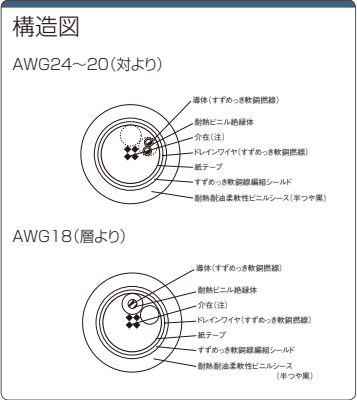 構造図
AWG24～20（対より）
導体（すずめっき軟銅撚線）
耐熱ビニル絶縁体
介在（注）
ドレインワイヤ（すずめっき軟銅撚線）
紙テープ
すずめっき軟銅線編組シールド
耐熱耐油柔軟性ビニルシース（半つや黒）
AWG18（層より）
導体（すずめっき軟銅撚線）
耐熱ビニル絶縁体
介在（注）
ドレインワイヤ（すずめっき軟銅撚線）
紙テープ
すずめっき軟銅線編組シールド
耐熱耐油柔軟性ビニルシース
（半つや黒）